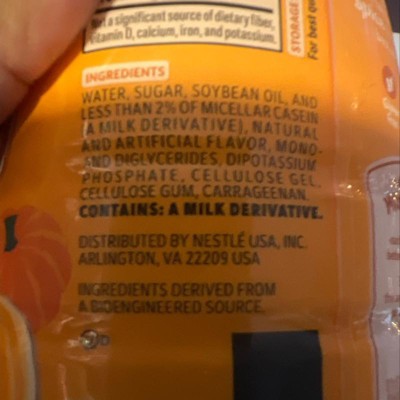 Not a significant source of dietary fiber,
vitamin D, calcium, iron, and potassium.
STORAGE
For best
INGREDIENTS
WATER, SUGAR, SOYBEAN OIL, AND
LESS THAN 2% OF MICELLAR CASEIN
(A MILK DERIVATIVE), NATURAL
AND ARTIFICIAL FLAVOR, MONO-
AND DIGLYCERIDES, DIPOTASSIUM
PHOSPHATE, CELLULOSE GEL,
CELLULOSE GUM, CARRAGEENAN.
CONTAINS: A MILK DERIVATIVE.
DISTRIBUTED BY NESTLÉ USA, INC.
ARLINGTON, VA 22209 USA
INGREDIENTS DERIVED FROM
A BIOENGINEERED SOURCE.